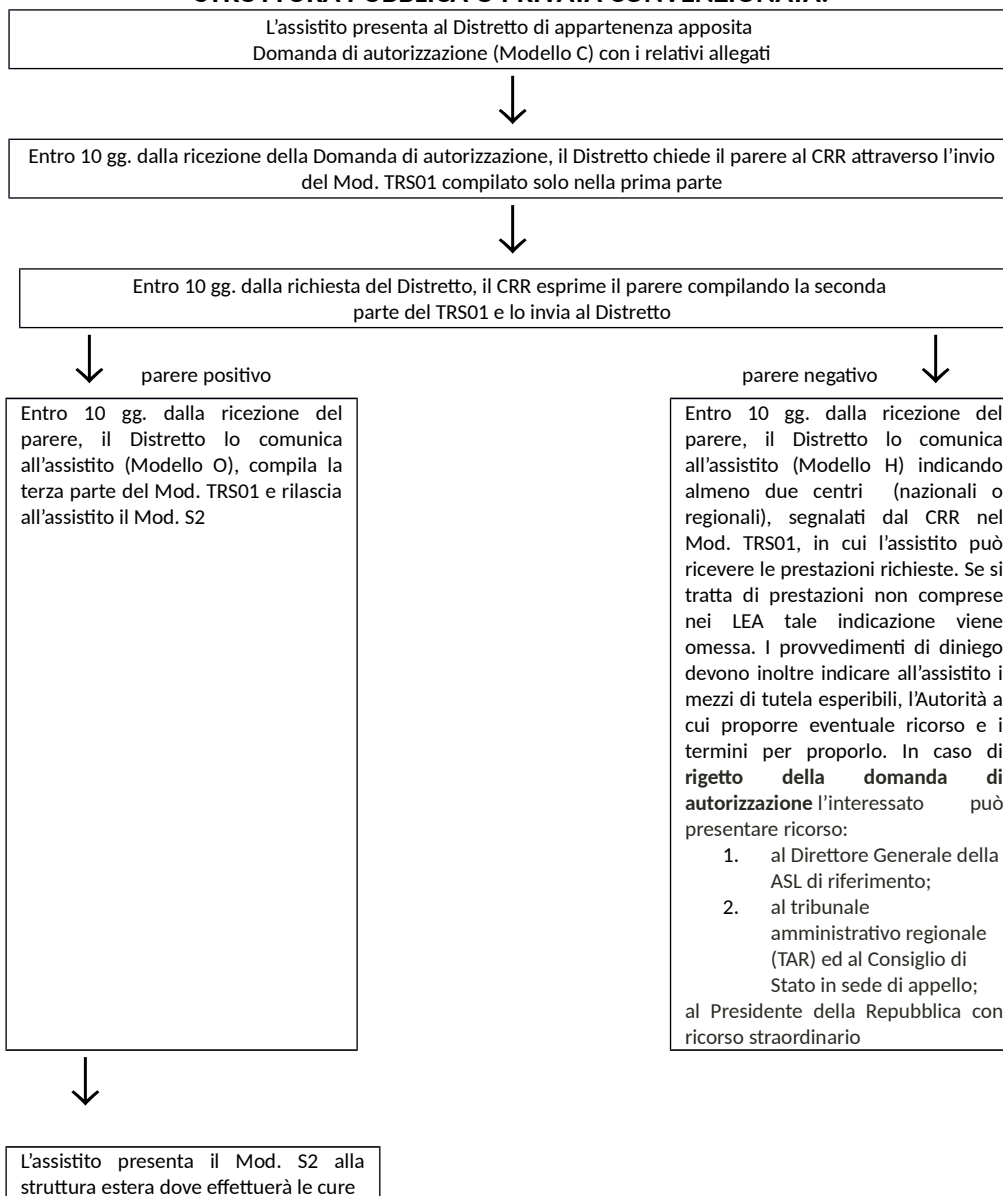 STRUTTURA PUBBLICA O PRIVATA CONVENZIONATA:
L'assistito presenta al Distretto di appartenenza apposita
Domanda di autorizzazione (Modello C) con i relativi allegati
Entro 10 gg. dalla ricezione della Domanda di autorizzazione, il Distretto chiede il parere al CRR attraverso l'invio
del Mod. TRS01 compilato solo nella prima parte
Entro 10 gg. dalla richiesta del Distretto, il CRR esprime il parere compilando la seconda
parte del TRS01 e lo invia al Distretto
parere positivo
Entro 10 gg. dalla ricezione del
parere, il Distretto lo comunica
all'assistito (Modello O), compila la
terza parte del Mod. TRS01 e rilascia
all'assistito il Mod. S2
parere negativo
Entro 10 gg. dalla ricezione del
parere, il Distretto lo comunica
all'assistito (Modello H) indicando
almeno due centri (nazionali o
regionali), segnalati dal CRR nel
Mod. TRS01, in cui l'assistito può
ricevere le prestazioni richieste. Se si
tratta di prestazioni non comprese
nei LEA tale indicazione viene
omessa. I provvedimenti di diniego
devono inoltre indicare all'assistito i
mezzi di tutela esperibili, l'Autorità a
cui proporre eventuale ricorso e i
termini per proporlo. In caso di
rigetto della domanda di
autorizzazione l'interessato può
presentare ricorso:
1. al Direttore Generale della
ASL di riferimento;
2. al tribunale
amministrativo regionale
(TAR) ed al Consiglio di
Stato in sede di appello;
al Presidente della Repubblica con
ricorso straordinario
L'assistito presenta il Mod. S2 alla
struttura estera dove effettuerà le cure